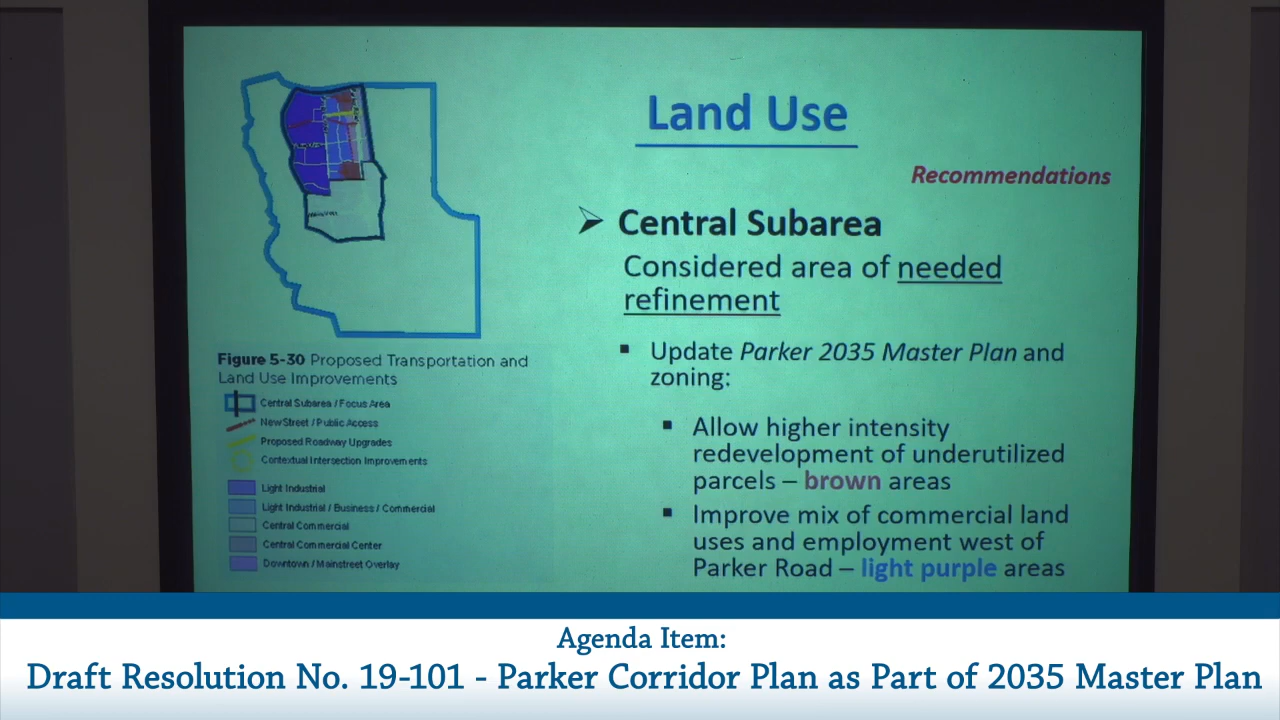 Land Use
Recommendations
Central Subarea
Considered area of needed
refinement
Update Parker 2035 Master Plan and
zoning:
Allow higher intensity
redevelopment of underutilized
parcels – brown areas
Improve mix of commercial land
uses and employment west of
Parker Road – light purple areas
Figure 5-30 Proposed Transportation and
Land Use Improvements
Central Subarea / Focus Area
New Street / Public Access
Proposed Roadway Upgrades
Contextual Intersection Improvements
Light Industrial
Light Industrial / Business / Commercial
Central Commercial
Central Commercial Center
Downtown / Mainstreet Overlay
Agenda Item:
Draft Resolution No. 19-101 - Parker Corridor Plan as Part of 2035 Master Plan